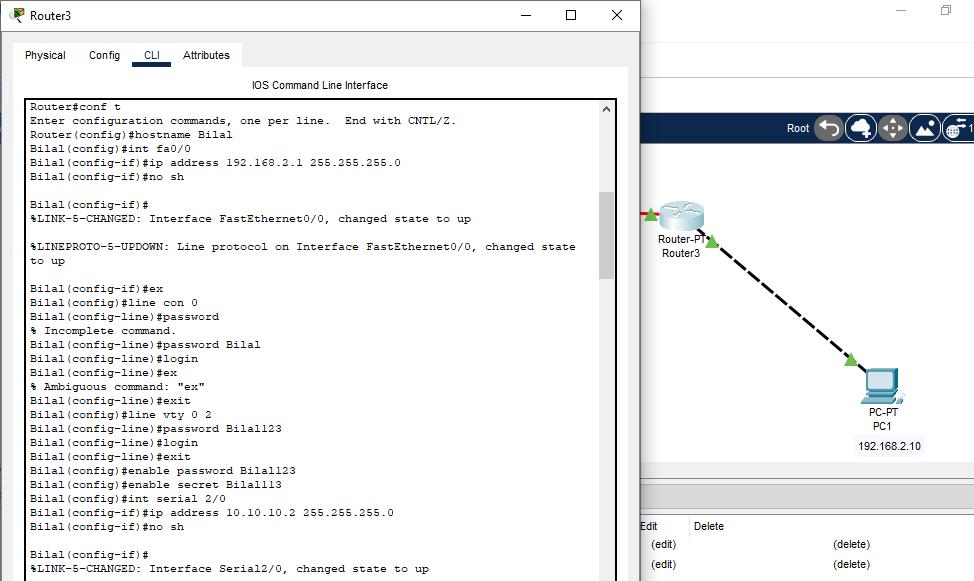 Router3
Physical
Config
CLI
Attributes
IOS Command Line Interface
Router#conf t
Enter configuration commands, one per line.  End with CNTL/Z.
Router(config)#hostname Bilal
Bilal(config)#int fa0/0
Bilal(config-if)#ip address 192.168.2.1 255.255.255.0
Bilal(config-if)#no sh
Bilal(config-if)#
%LINK-5-CHANGED: Interface FastEthernet0/0, changed state to up
%LINEPROTO-5-UPDOWN: Line protocol on Interface FastEthernet0/0, changed state
to up
Bilal(config-if)#ex
Bilal(config)#line con 0
Bilal(config-line)#password
% Incomplete command.
Bilal(config-line)#password Bilal
Bilal(config-line)#login
Bilal(config-line)#ex
% Ambiguous command: "ex"
Bilal(config-line)#exit
Bilal(config)#line vty 0 2
Bilal(config-line)#password Bilal123
Bilal(config-line)#login
Bilal(config-line)#exit
Bilal(config)#enable password Bilal123
Bilal(config)#enable secret Bilal113
Bilal(config)#int serial 2/0
Bilal(config-if)#ip address 10.10.10.2 255.255.255.0
Bilal(config-if)#no sh
Bilal(config-if)#
%LINK-5-CHANGED: Interface Serial2/0, changed state to up
Root
1
Router-PT
Router3
PC-PT
PC1
192.168.2.10
Edit
Delete
(edit)
(delete)
(edit)
(delete)